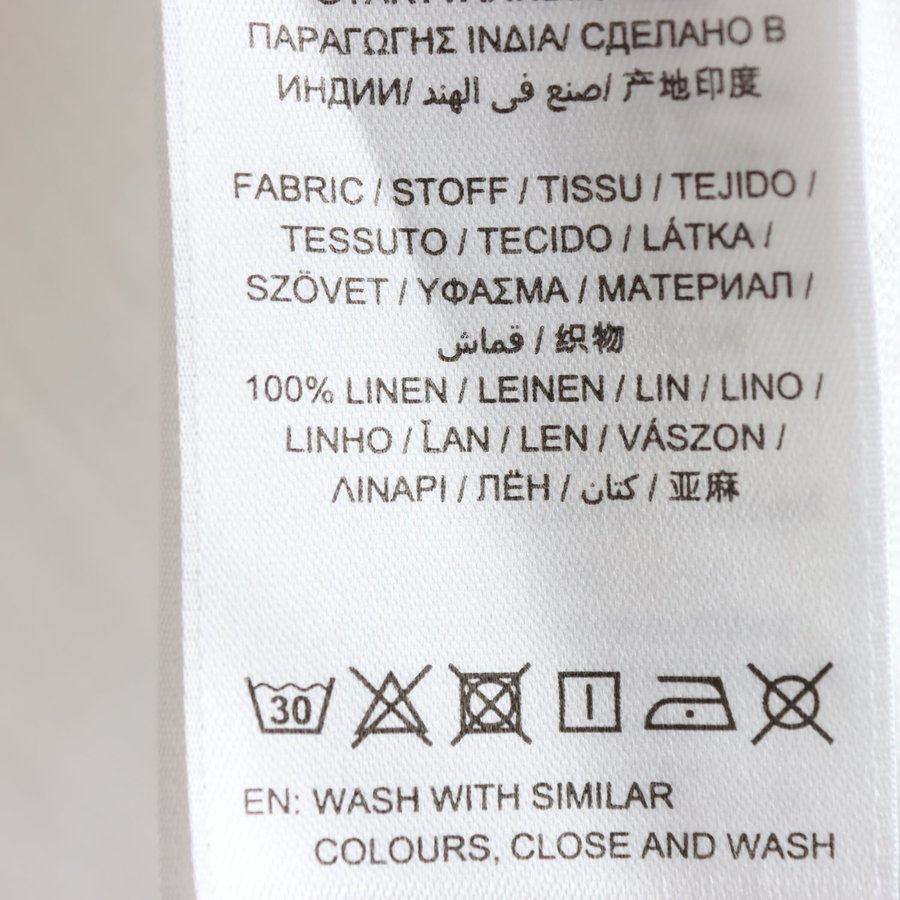 ΠΑΡΑΓΩΓΗΣ ΙΝΔΙΑ/ СДЕЛАНО В
ИНДИИ/ صنع في الهند/ 产地印度
FABRIC / STOFF / TISSU / TEJIDO /
TESSUTO / TECIDO / LÁTKA /
SZÖVET / ΥΦΑΣΜΑ / МАТЕРИАЛ /
قماش / 织物
100% LINEN / LEINEN / LIN / LINO /
LINHO / ĽAN / LEN / VÁSZON /
ΛΙΝΑΡΙ / ЛЁН / كتان / 亚麻
30
EN: WASH WITH SIMILAR
COLOURS, CLOSE AND WASH